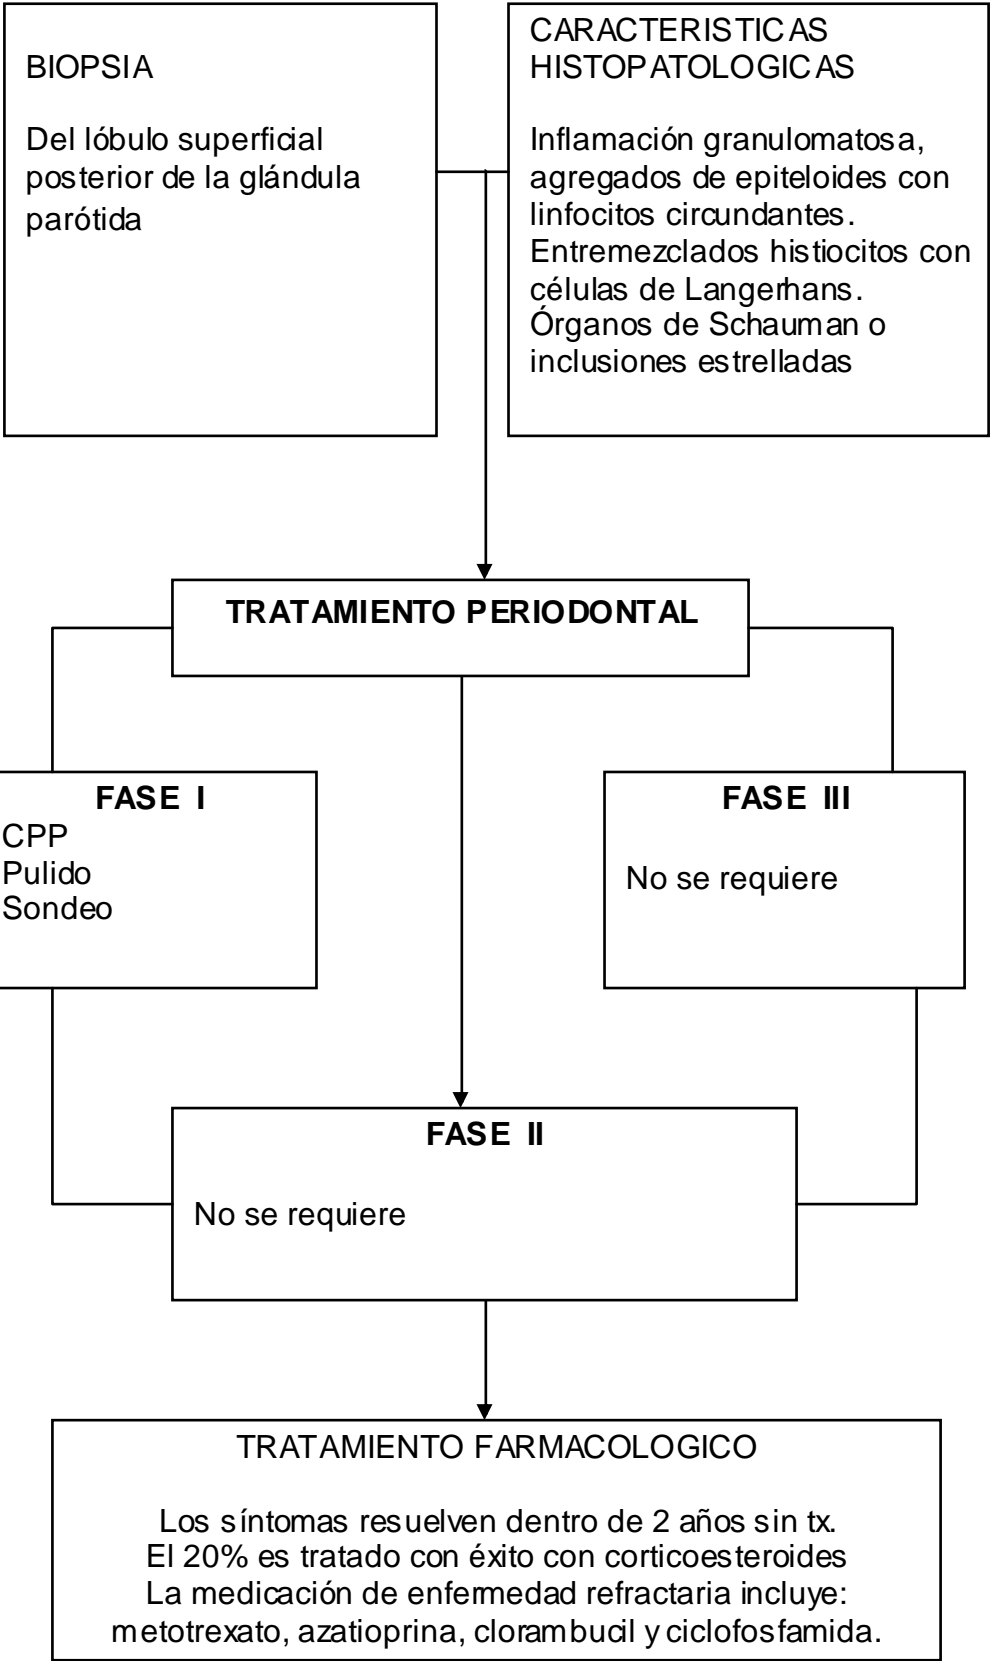 BIOPSIA
Del lóbulo superficial
posterior de la glándula
parótida
CARACTERISTICAS
HISTOPATOLOGICAS
Inflamación granulomatosa,
agregados de epiteloides con
linfocitos circundantes.
Entremezclados histiocitos con
células de Langerhans.
Órganos de Schauman o
inclusiones estrelladas
TRATAMIENTO PERIODONTAL
FASE I
CPP
Pulido
Sondeo
FASE III
No se requiere
FASE II
No se requiere
TRATAMIENTO FARMACOLOGICO
Los síntomas resuelven dentro de 2 años sin tx.
El 20% es tratado con éxito con corticoesteroides
La medicación de enfermedad refractaria incluye:
metotrexato, azatioprina, clorambucil y ciclofosfamida.